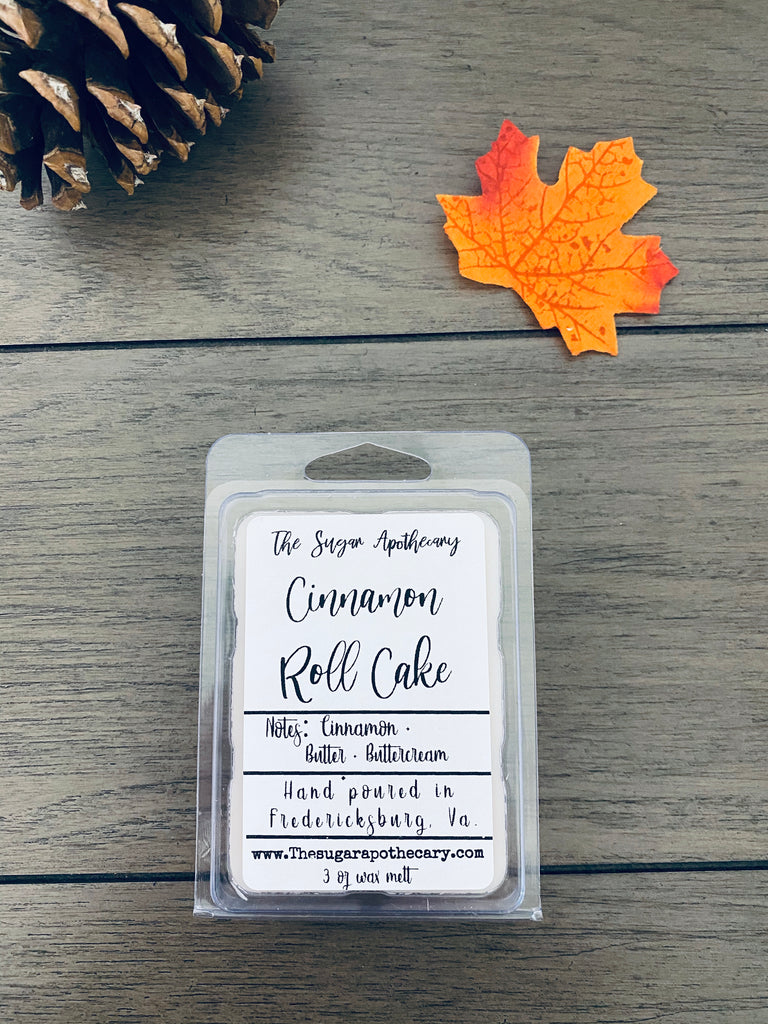 The Sugar Apothecary
Cinnamon
Roll Cake
Notes: Cinnamon •
Butter • Buttercream
Hand poured in
Fredericksburg, Va.
www.Thesugarapothecary.com
3 oz wax melt